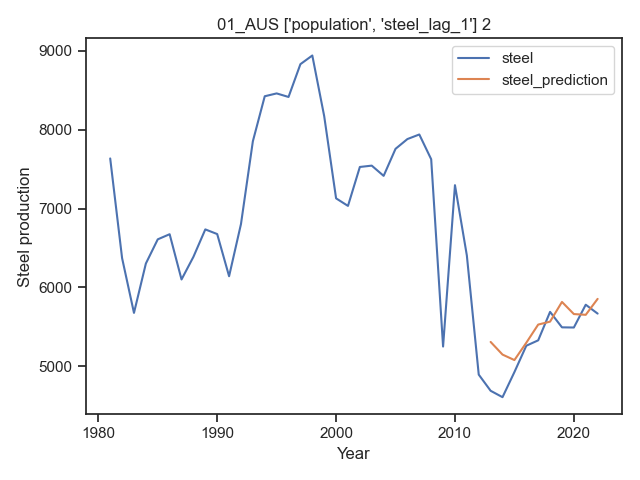 01_AUS ['population', 'steel_lag_1'] 2
steel
steel_prediction
Steel production
9000
8000
7000
6000
5000
1980
1990
2000
2010
2020
Year